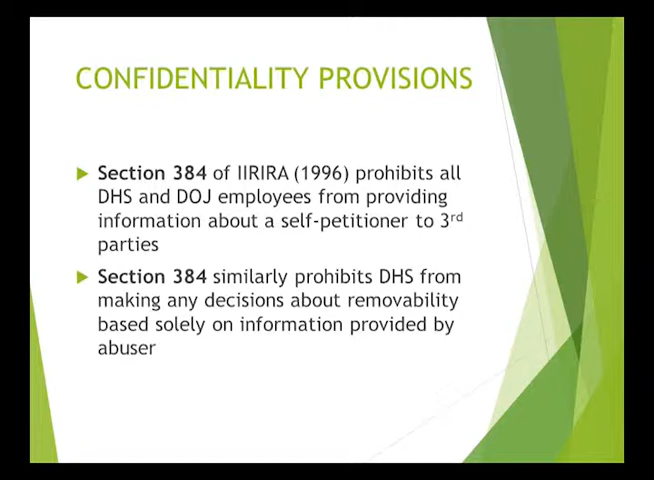 CONFIDENTIALITY PROVISIONS
Section 384 of IIRIRA (1996) prohibits all
DHS and DOJ employees from providing
information about a self-petitioner to 3rd
parties
Section 384 similarly prohibits DHS from
making any decisions about removability
based solely on information provided by
abuser